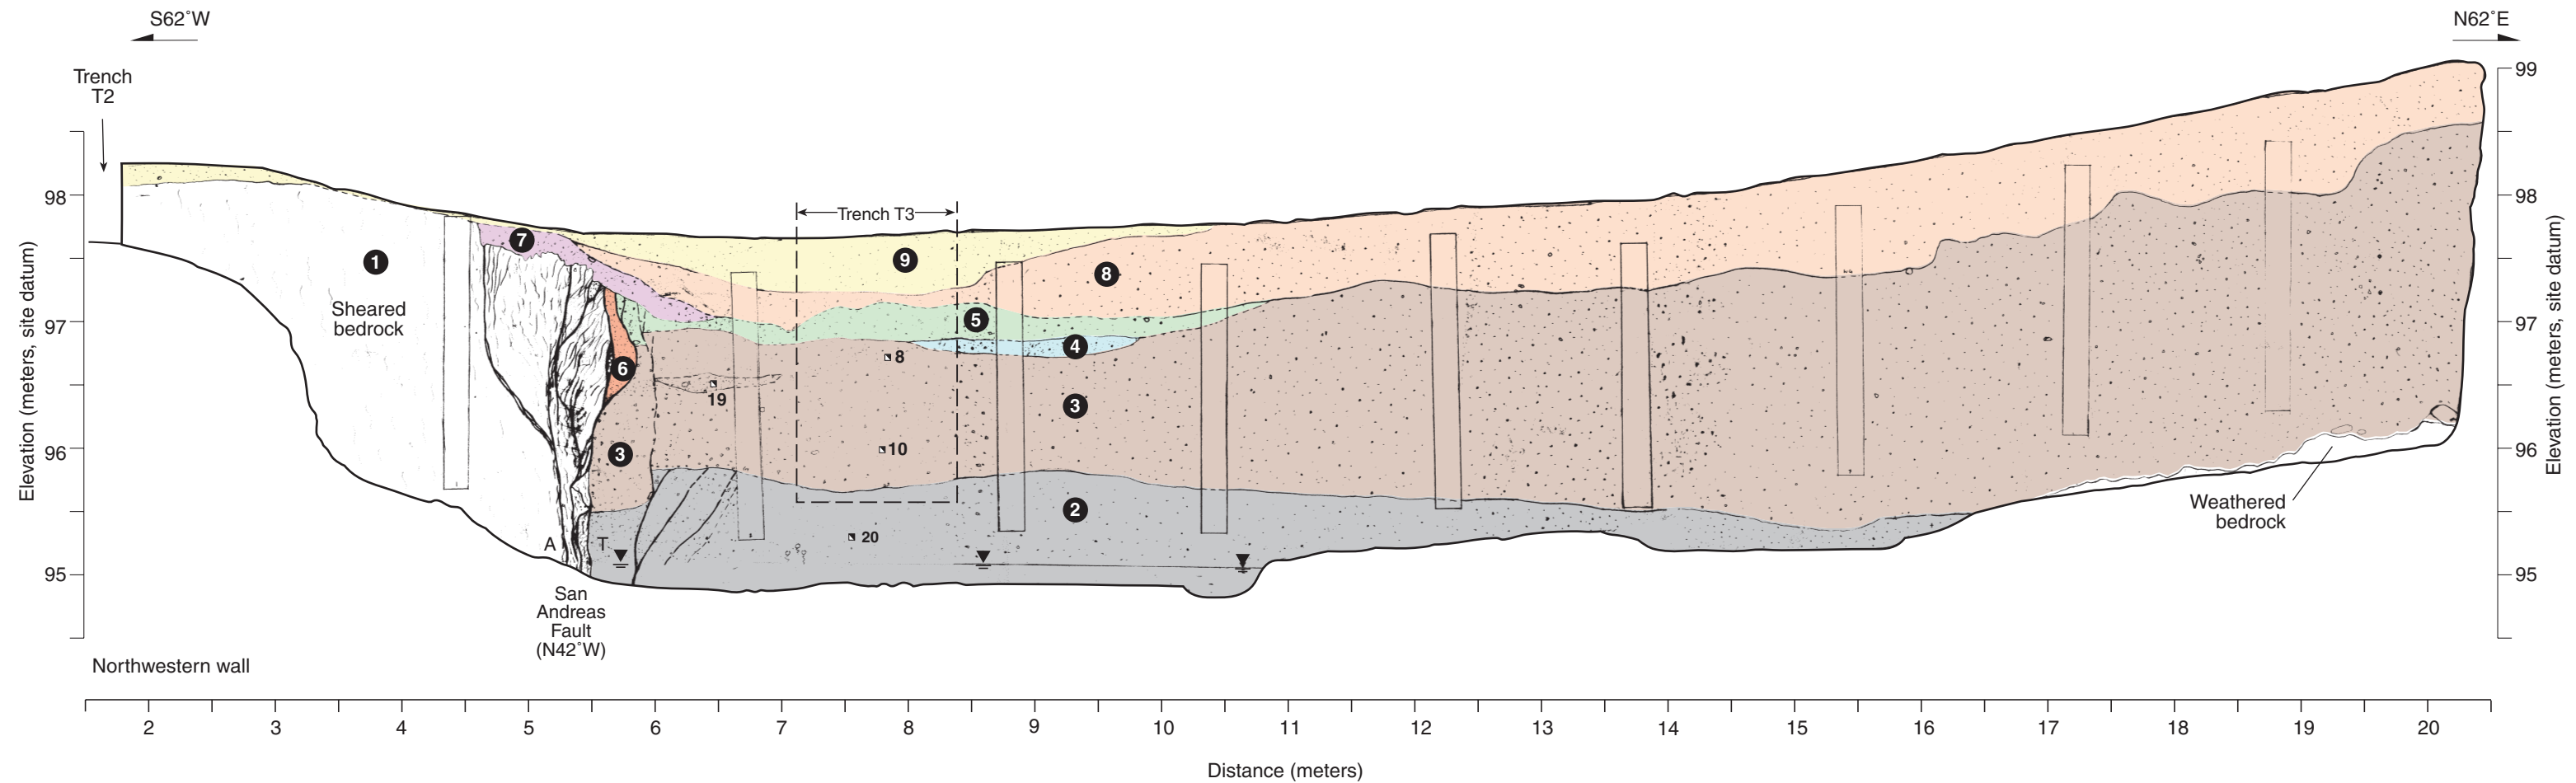 S62˚W
N62˚E
Trench
T2
99
98
98
Trench T3
7
9
1
8
Sheared
bedrock
97
5
97
4
8
6
19
3
3
10
96
96
Weathered
bedrock
2
20
A
T
95
95
San
Andreas
Fault
(N42˚W)
Elevation (meters, site datum)
Elevation (meters, site datum)
Northwestern wall
2 3 4 5 6 7 8 9 10 11 12 13 14 15 16 17 18 19 20
Distance (meters)